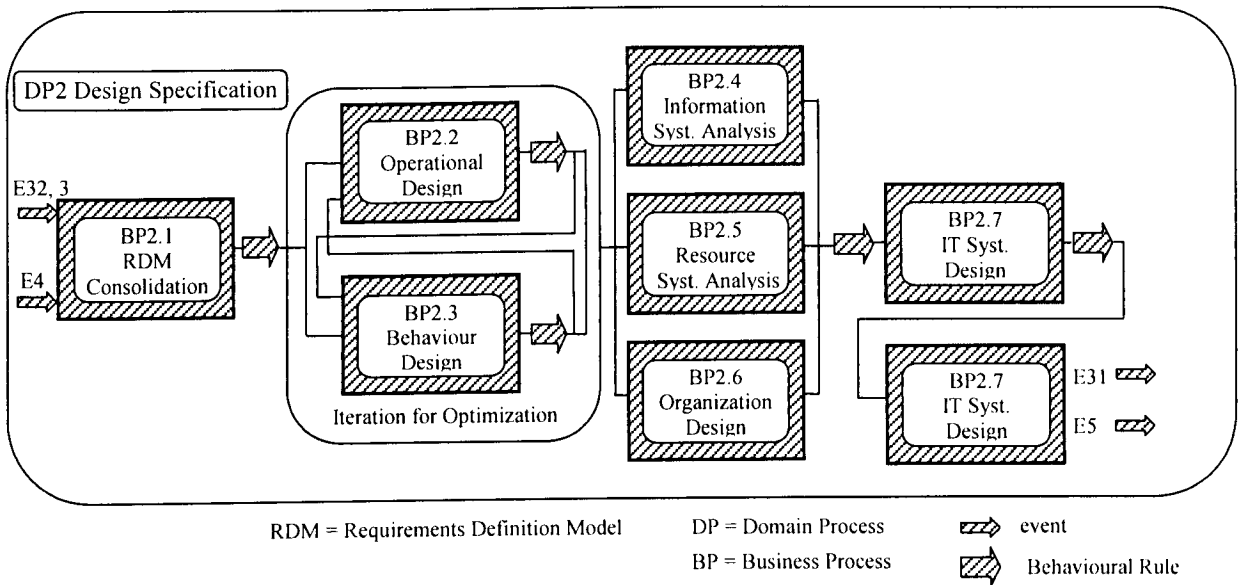 DP2 Design Specification
E32, 3
E4
BP2.1
RDM
Consolidation
BP2.2
Operational
Design
BP2.3
Behaviour
Design
Iteration for Optimization
BP2.4
Information
Syst. Analysis
BP2.5
Resource
Syst. Analysis
BP2.6
Organization
Design
BP2.7
IT Syst.
Design
BP2.7
IT Syst.
Design
E31
E5
RDM = Requirements Definition Model
DP = Domain Process
BP = Business Process
event
Behavioural Rule